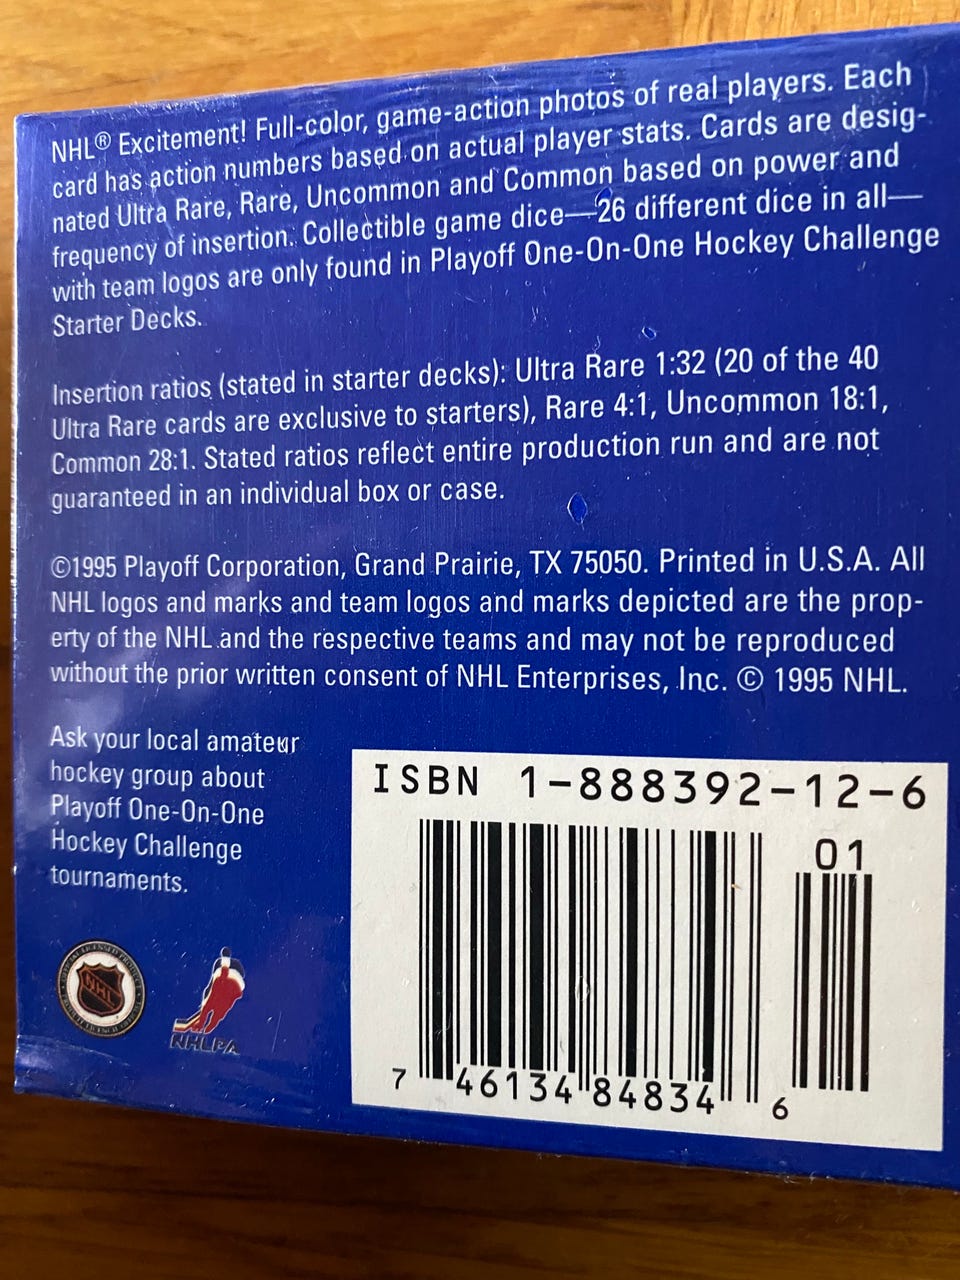 NHL® Excitement! Full-color, game-action photos of real players. Each
card has action numbers based on actual player stats. Cards are desig-
nated Ultra Rare, Rare, Uncommon and Common based on power and
frequency of insertion. Collectible game dice—26 different dice in all—
with team logos are only found in Playoff One-On-One Hockey Challenge
Starter Decks.
Insertion ratios (stated in starter decks): Ultra Rare 1:32 (20 of the 40
Ultra Rare cards are exclusive to starters), Rare 4:1, Uncommon 18:1,
Common 28:1. Stated ratios reflect entire production run and are not
guaranteed in an individual box or case.
©1995 Playoff Corporation, Grand Prairie, TX 75050. Printed in U.S.A. All
NHL logos and marks and team logos and marks depicted are the prop-
erty of the NHL and the respective teams and may not be reproduced
without the prior written consent of NHL Enterprises, Inc. © 1995 NHL.
Ask your local amateur
hockey group about
Playoff One-On-One
Hockey Challenge
tournaments.
NHL
NHLPA
ISBN 1-888392-12-6
01
7 46134 84834 6